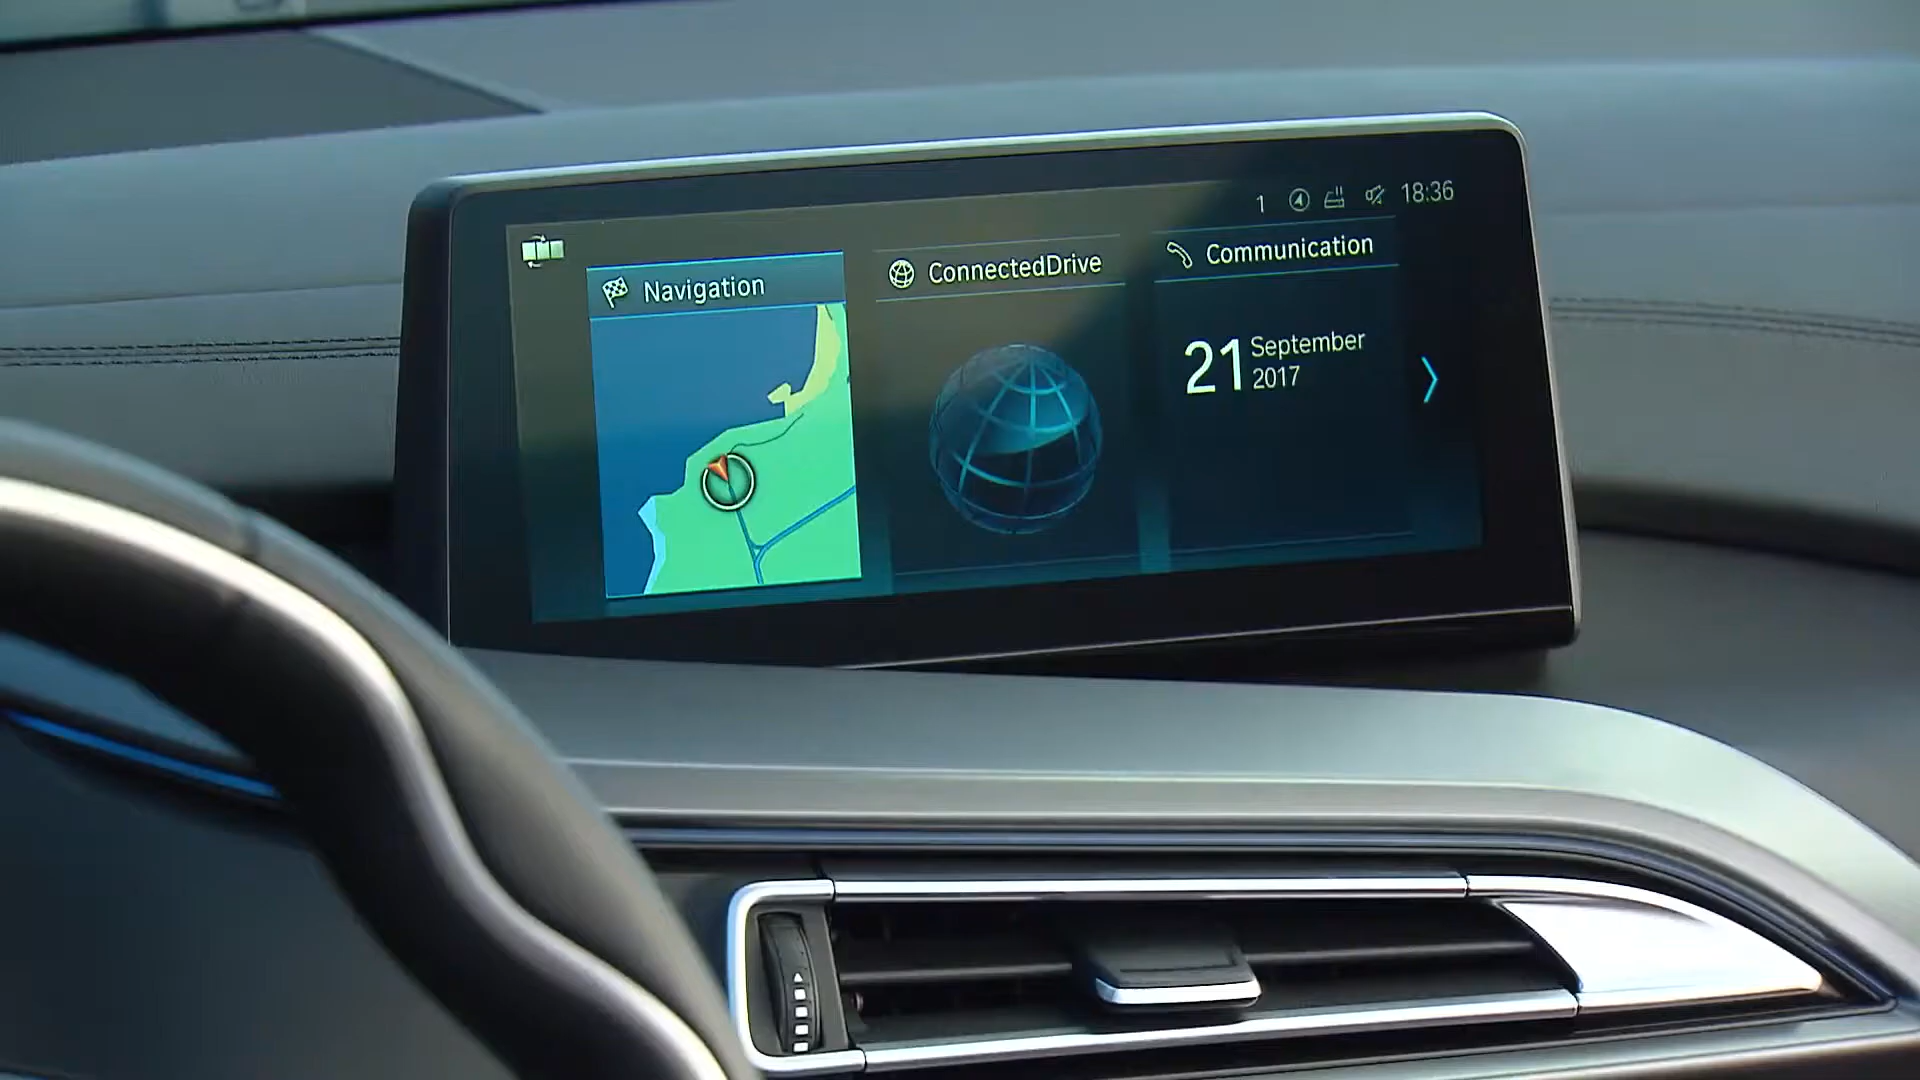 1 18:36
Navigation
ConnectedDrive
Communication
21 September
2017